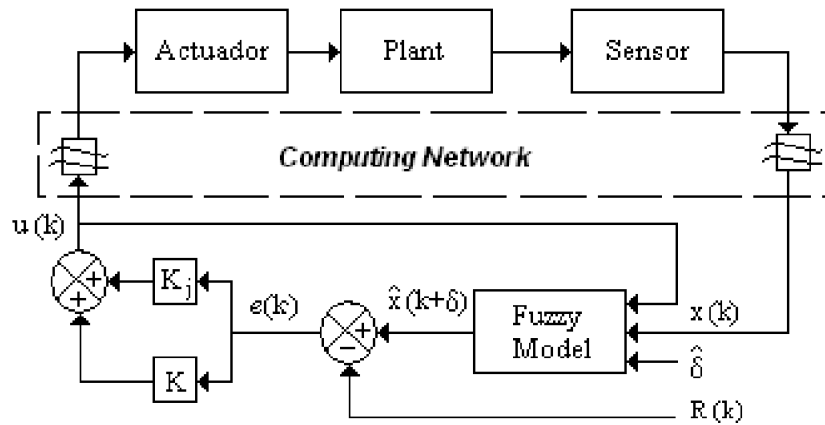 Actuador
Plant
Sensor
Computing Network
u(k)
+
+
K_j
K
e(k)
+
−
x̂(k+δ)
Fuzzy
Model
x(k)
δ̂
R(k)